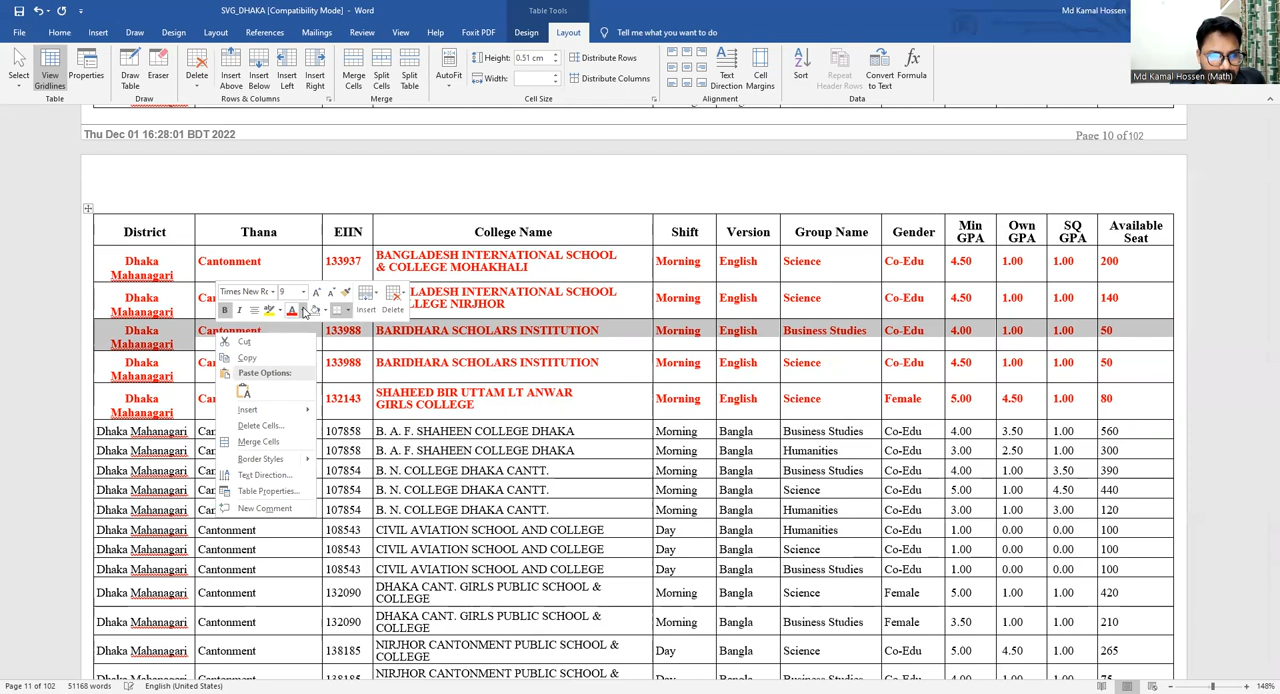 SVG_DHAKA [Compatibility Mode] • Word
Table Tools
Md Kamal Hossen
File Home Insert Draw Design Layout References Mailings Review View Help Foxit PDF Design Layout Tell me what you want to do
Select View Gridlines Properties Draw Table Eraser Delete Insert Above Insert Below Insert Left Insert Right Merge Cells Split Cells Split Table AutoFit Height: 0.51 cm Width: Distribute Rows Distribute Columns Text Direction Cell Margins Sort Repeat Header Rows Convert to Text Formula
Table Draw Rows & Columns Merge Cell Size Alignment Data
Md Kamal Hossen (Math)
Thu Dec 01 16:28:01 BDT 2022 Page 10 of 102
District Thana EIIN College Name Shift Version Group Name Gender Min GPA Own GPA SQ GPA Available Seat
Dhaka Mahanagari Cantonment 133937 BANGLADESH INTERNATIONAL SCHOOL & COLLEGE MOHAKHALI Morning English Science Co-Edu 4.50 1.00 1.00 200
Dhaka Mahanagari LADESH INTERNATIONAL SCHOOL OLLEGE NIRJHOR Morning English Science Co-Edu 4.50 1.00 1.00 140
Dhaka Mahanagari Cantonment 133988 BARIDHARA SCHOLARS INSTITUTION Morning English Business Studies Co-Edu 4.00 1.00 1.00 50
Dhaka Mahanagari Ca 133988 BARIDHARA SCHOLARS INSTITUTION Morning English Science Co-Edu 4.50 1.00 1.00 50
Dhaka Mahanagari Ca 132143 SHAHEED BIR UTTAM LT ANWAR GIRLS COLLEGE Morning English Science Female 5.00 4.50 1.00 80
Dhaka Mahanagari Can 107858 B. A. F. SHAHEEN COLLEGE DHAKA Morning Bangla Business Studies Co-Edu 4.00 3.50 1.00 560
Dhaka Mahanagari Can 107858 B. A. F. SHAHEEN COLLEGE DHAKA Morning Bangla Humanities Co-Edu 3.00 2.50 1.00 300
Dhaka Mahanagari Can 107854 B. N. COLLEGE DHAKA CANTT. Morning Bangla Business Studies Co-Edu 4.00 1.00 3.50 390
Dhaka Mahanagari Can 107854 B. N. COLLEGE DHAKA CANTT. Morning Bangla Science Co-Edu 5.00 1.00 4.50 440
Dhaka Mahanagari Can 107854 B. N. COLLEGE DHAKA CANTT. Morning Bangla Humanities Co-Edu 3.00 1.00 3.00 120
Dhaka Mahanagari Cantonment 108543 CIVIL AVIATION SCHOOL AND COLLEGE Day Bangla Humanities Co-Edu 1.00 0.00 0.00 100
Dhaka Mahanagari Cantonment 108543 CIVIL AVIATION SCHOOL AND COLLEGE Day Bangla Science Co-Edu 1.00 0.00 0.00 100
Dhaka Mahanagari Cantonment 108543 CIVIL AVIATION SCHOOL AND COLLEGE Day Bangla Business Studies Co-Edu 1.00 0.00 0.00 100
Dhaka Mahanagari Cantonment 132090 DHAKA CANT. GIRLS PUBLIC SCHOOL & COLLEGE Morning Bangla Science Female 5.00 1.00 1.00 420
Dhaka Mahanagari Cantonment 132090 DHAKA CANT. GIRLS PUBLIC SCHOOL & COLLEGE Morning Bangla Business Studies Female 3.50 1.00 1.00 210
Dhaka Mahanagari Cantonment 138185 NIRJHOR CANTONMENT PUBLIC SCHOOL & COLLEGE Day Bangla Science Co-Edu 5.00 4.50 1.00 265
NIRJHOR CANTONMENT PUBLIC SCHOOL &
Times New Ro 9
B I Insert Delete
Cut
Copy
Paste Options:
Insert
Delete Cells...
Merge Cells
Border Styles
Text Direction...
Table Properties...
New Comment
Page 11 of 102 51168 words English (United States) 148%